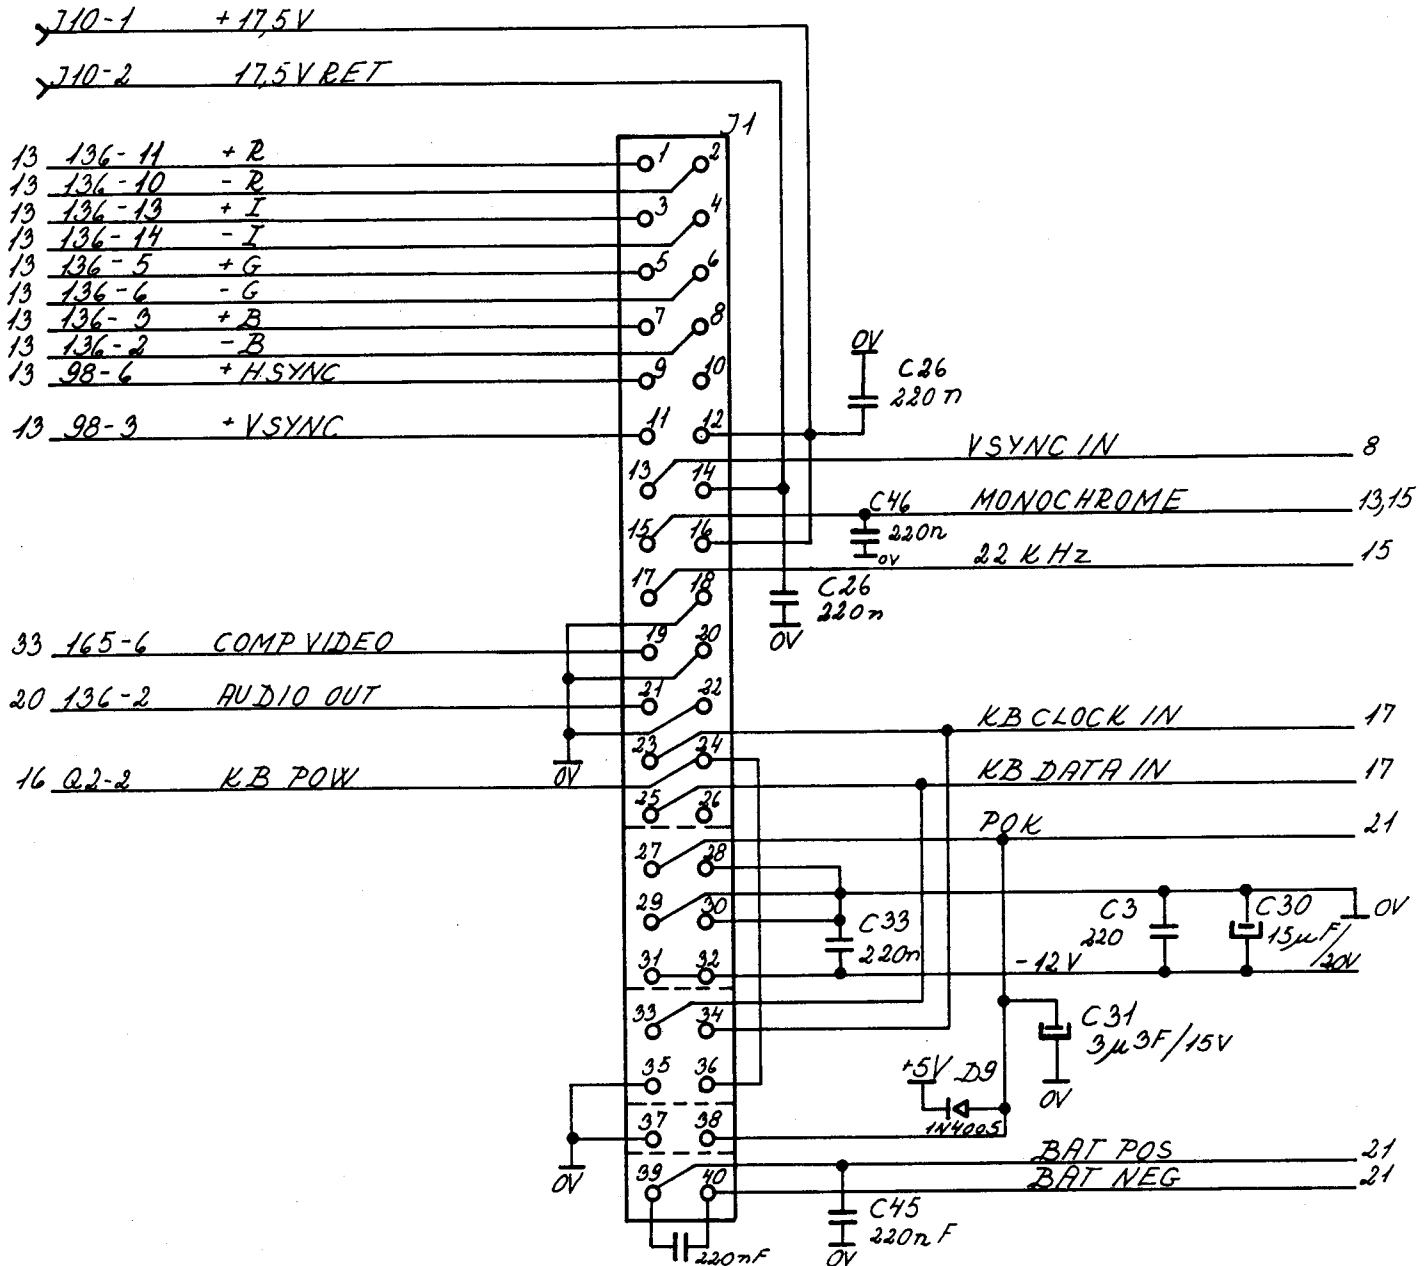 J10-1 +17,5V
J10-2 17,5V RET
J1
13 136-11 +R
13 136-10 -R
13 136-13 +I
13 136-14 -I
13 136-5 +G
13 136-6 -G
13 136-3 +B
13 136-2 -B
13 98-6 +H.SYNC
13 98-3 +VSYNC
1 2
3 4
5 6
7 8
9 10
11 12
13 14
15 16
17 18
19 20
21 22
23 24
25 26
27 28
29 30
31 32
33 34
35 36
37 38
39 40
0V
C26
220n
VSYNC IN 8
MONOCHROME 13,15
C46
220n
0V
22 KHz 15
C26
220n
0V
33 165-6 COMP VIDEO
20 136-2 AUDIO OUT
16 Q2-2 KB POW
0V
KB CLOCK IN 17
KB DATA IN 17
POK 21
C33
220n
C3
220
C30
15µF
/20V
0V
-12V
C31
3µ3F/15V
0V
+5V D9
1N4005
0V
BAT POS 21
BAT NEG 21
C45
220nF
0V
220nF